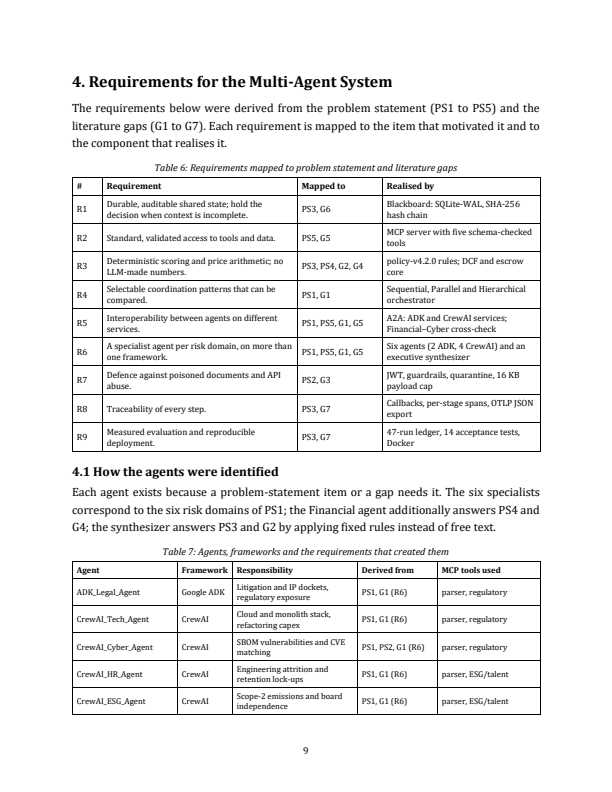 4. Requirements for the Multi-Agent System
The requirements below were derived from the problem statement (PS1 to PS5) and the
literature gaps (G1 to G7). Each requirement is mapped to the item that motivated it and to
the component that realises it.
Table 6: Requirements mapped to problem statement and literature gaps
# Requirement Mapped to Realised by
R1 Durable, auditable shared state; hold the decision when context is incomplete. PS3, G6 Blackboard: SQLite-WAL, SHA-256 hash chain
R2 Standard, validated access to tools and data. PS5, G5 MCP server with five schema-checked tools
R3 Deterministic scoring and price arithmetic; no LLM-made numbers. PS3, PS4, G2, G4 policy-v4.2.0 rules; DCF and escrow core
R4 Selectable coordination patterns that can be compared. PS1, G1 Sequential, Parallel and Hierarchical orchestrator
R5 Interoperability between agents on different services. PS1, PS5, G1, G5 A2A: ADK and CrewAI services; Financial–Cyber cross-check
R6 A specialist agent per risk domain, on more than one framework. PS1, PS5, G1, G5 Six agents (2 ADK, 4 CrewAI) and an executive synthesizer
R7 Defence against poisoned documents and API abuse. PS2, G3 JWT, guardrails, quarantine, 16 KB payload cap
R8 Traceability of every step. PS3, G7 Callbacks, per-stage spans, OTLP JSON export
R9 Measured evaluation and reproducible deployment. PS3, G7 47-run ledger, 14 acceptance tests, Docker
4.1 How the agents were identified
Each agent exists because a problem-statement item or a gap needs it. The six specialists
correspond to the six risk domains of PS1; the Financial agent additionally answers PS4 and
G4; the synthesizer answers PS3 and G2 by applying fixed rules instead of free text.
Table 7: Agents, frameworks and the requirements that created them
Agent Framework Responsibility Derived from MCP tools used
ADK_Legal_Agent Google ADK Litigation and IP dockets, regulatory exposure PS1, G1 (R6) parser, regulatory
CrewAI_Tech_Agent CrewAI Cloud and monolith stack, refactoring capex PS1, G1 (R6) parser, regulatory
CrewAI_Cyber_Agent CrewAI SBOM vulnerabilities and CVE matching PS1, PS2, G1 (R6) parser, regulatory
CrewAI_HR_Agent CrewAI Engineering attrition and retention lock-ups PS1, G1 (R6) parser, ESG/talent
CrewAI_ESG_Agent CrewAI Scope-2 emissions and board independence PS1, G1 (R6) parser, ESG/talent
9